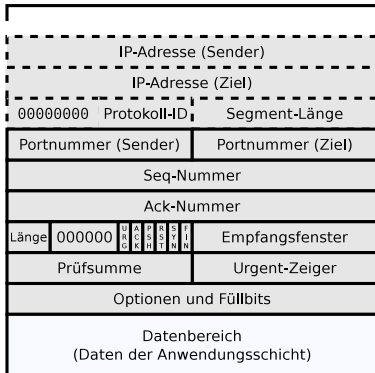 IP-Adresse (Sender)
IP-Adresse (Ziel)
00000000 Protokoll-ID Segment-Länge
Portnummer (Sender) Portnummer (Ziel)
Seq-Nummer
Ack-Nummer
Länge 000000 URG ACK PSH RST SYN FIN Empfangsfenster
Prüfsumme Urgent-Zeiger
Optionen und Füllbits
Datenbereich
(Daten der Anwendungsschicht)